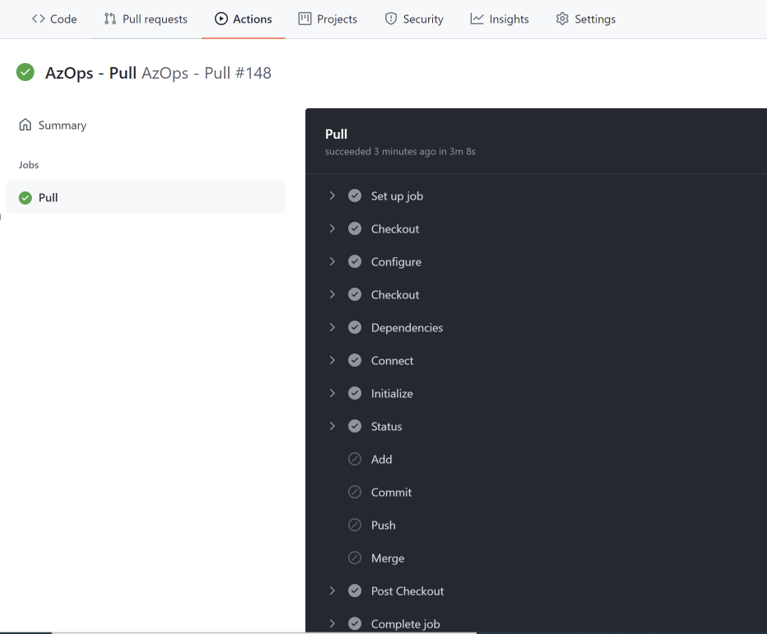 Code Pull requests Actions Projects Security Insights Settings
AzOps - Pull AzOps - Pull #148
Summary
Jobs
Pull
Pull
succeeded 3 minutes ago in 3m 8s
Set up job
Checkout
Configure
Checkout
Dependencies
Connect
Initialize
Status
Add
Commit
Push
Merge
Post Checkout
Complete job